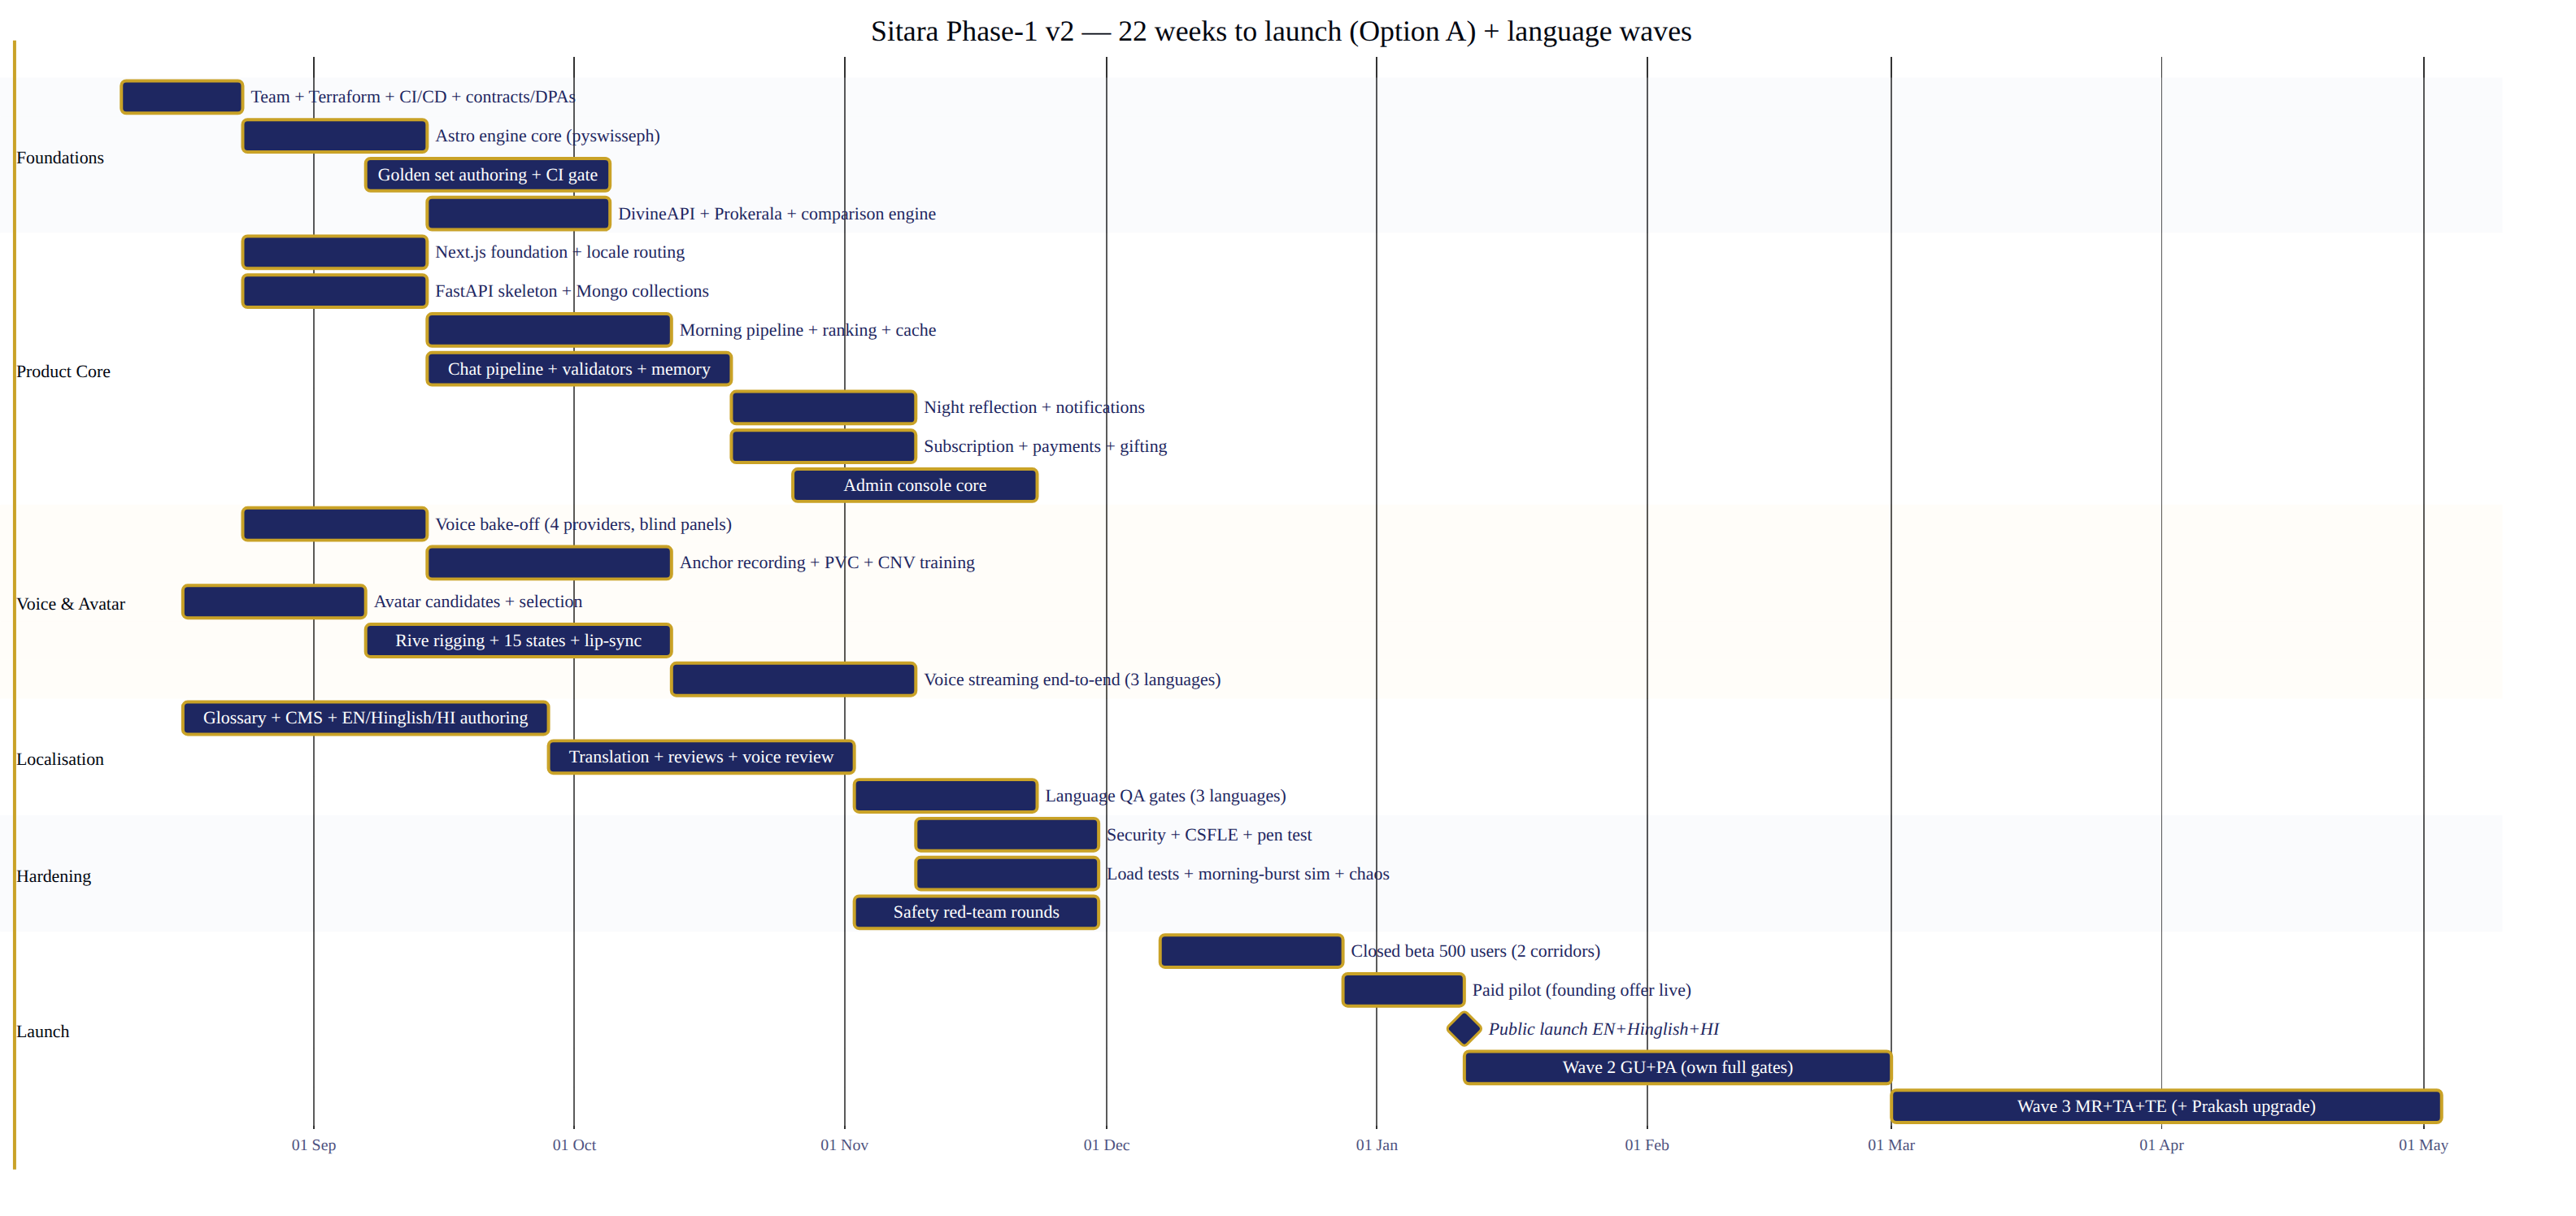 Sitara Phase-1 v2 — 22 weeks to launch (Option A) + language waves
Foundations
Team + Terraform + CI/CD + contracts/DPAs
Astro engine core (pyswisseph)
Golden set authoring + CI gate
DivineAPI + Prokerala + comparison engine
Product Core
Next.js foundation + locale routing
FastAPI skeleton + Mongo collections
Morning pipeline + ranking + cache
Chat pipeline + validators + memory
Night reflection + notifications
Subscription + payments + gifting
Admin console core
Voice & Avatar
Voice bake-off (4 providers, blind panels)
Anchor recording + PVC + CNV training
Avatar candidates + selection
Rive rigging + 15 states + lip-sync
Voice streaming end-to-end (3 languages)
Localisation
Glossary + CMS + EN/Hinglish/HI authoring
Translation + reviews + voice review
Language QA gates (3 languages)
Hardening
Security + CSFLE + pen test
Load tests + morning-burst sim + chaos
Safety red-team rounds
Launch
Closed beta 500 users (2 corridors)
Paid pilot (founding offer live)
Public launch EN+Hinglish+HI
Wave 2 GU+PA (own full gates)
Wave 3 MR+TA+TE (+ Prakash upgrade)
01 Sep
01 Oct
01 Nov
01 Dec
01 Jan
01 Feb
01 Mar
01 Apr
01 May